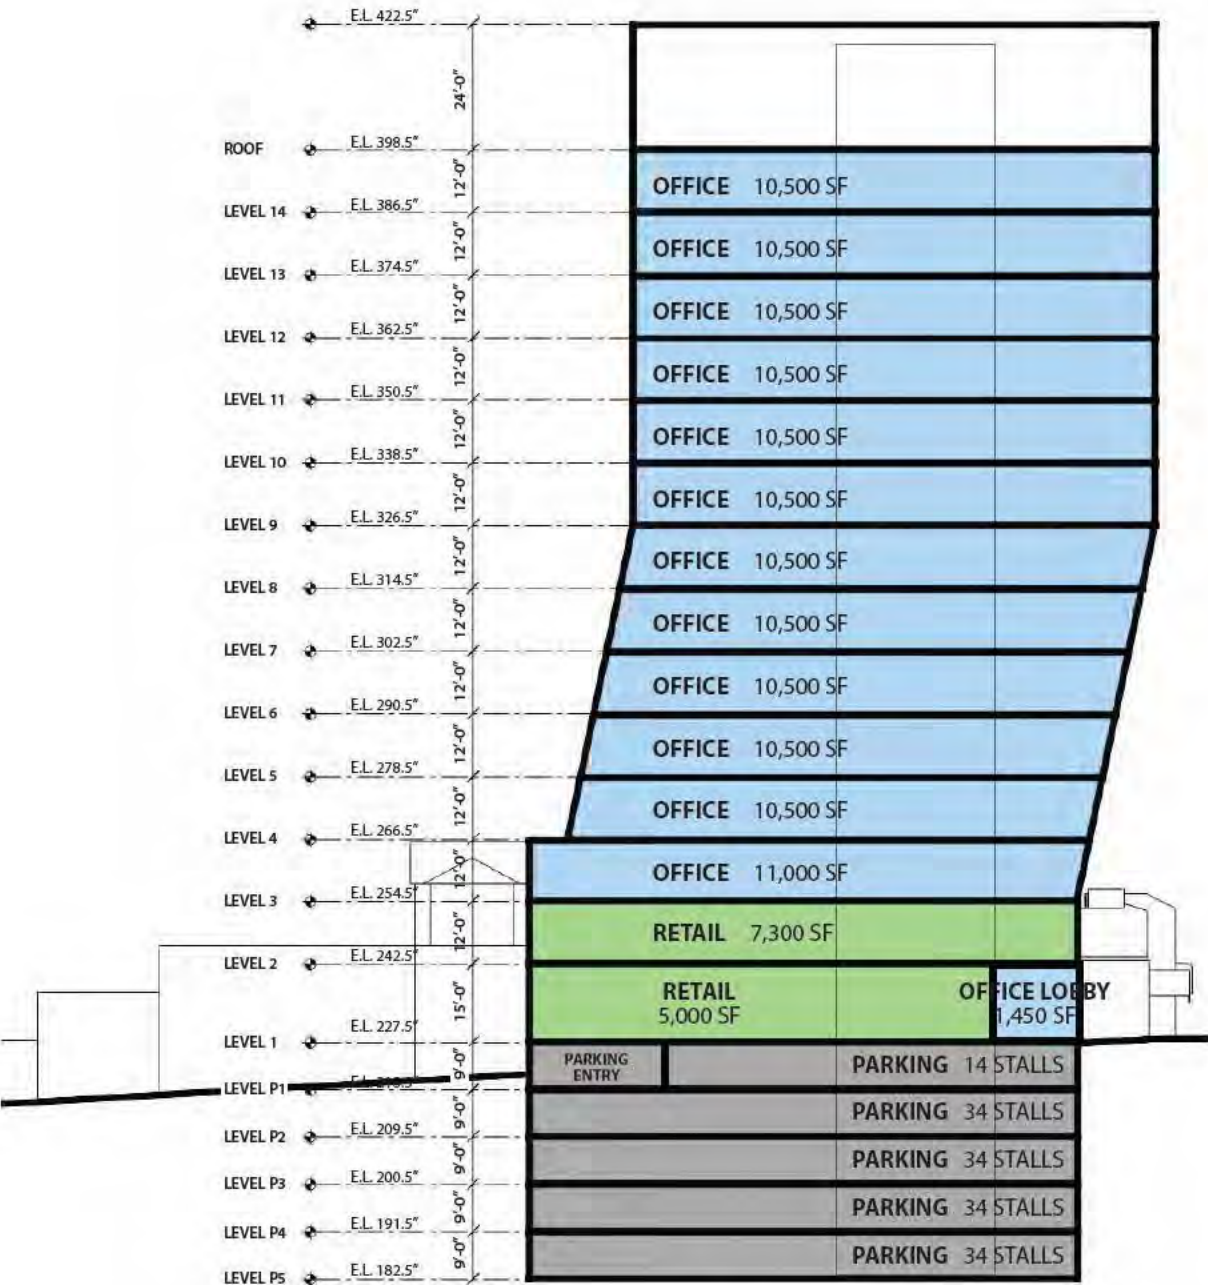 E.L. 422.5"
24'-0"
ROOF E.L. 398.5"
12'-0" OFFICE 10,500 SF
LEVEL 14 E.L. 386.5"
12'-0" OFFICE 10,500 SF
LEVEL 13 E.L. 374.5"
12'-0" OFFICE 10,500 SF
LEVEL 12 E.L. 362.5"
12'-0" OFFICE 10,500 SF
LEVEL 11 E.L. 350.5"
12'-0" OFFICE 10,500 SF
LEVEL 10 E.L. 338.5"
12'-0" OFFICE 10,500 SF
LEVEL 9 E.L. 326.5"
12'-0" OFFICE 10,500 SF
LEVEL 8 E.L. 314.5"
12'-0" OFFICE 10,500 SF
LEVEL 7 E.L. 302.5"
12'-0" OFFICE 10,500 SF
LEVEL 6 E.L. 290.5"
12'-0" OFFICE 10,500 SF
LEVEL 5 E.L. 278.5"
12'-0" OFFICE 10,500 SF
LEVEL 4 E.L. 266.5"
12'-0" OFFICE 11,000 SF
LEVEL 3 E.L. 254.5"
12'-0" RETAIL 7,300 SF
LEVEL 2 E.L. 242.5"
15'-0" RETAIL OFFICE LOBBY
5,000 SF 1,450 SF
LEVEL 1 E.L. 227.5"
9'-0" PARKING ENTRY PARKING 14 STALLS
LEVEL P1
9'-0" PARKING 34 STALLS
LEVEL P2 E.L. 209.5"
9'-0" PARKING 34 STALLS
LEVEL P3 E.L. 200.5"
9'-0" PARKING 34 STALLS
LEVEL P4 E.L. 191.5"
9'-0" PARKING 34 STALLS
LEVEL P5 E.L. 182.5"